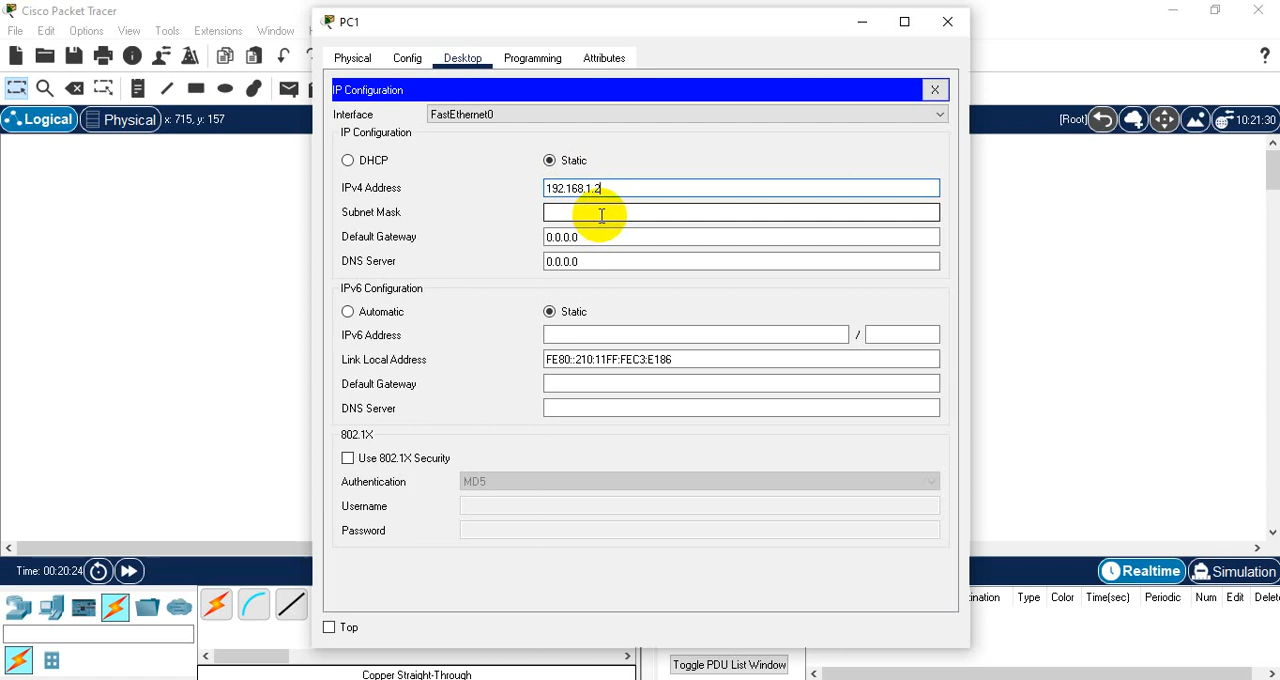 Cisco Packet Tracer
File Edit Options View Tools Extensions Window
?
Logical Physical x: 715, y: 157
[Root] 10:21:30
PC1
Physical Config Desktop Programming Attributes
IP Configuration X
Interface FastEthernet0
IP Configuration
DHCP Static
IPv4 Address 192.168.1.2
Subnet Mask
Default Gateway 0.0.0.0
DNS Server 0.0.0.0
IPv6 Configuration
Automatic Static
IPv6 Address /
Link Local Address FE80::210:11FF:FEC3:E186
Default Gateway
DNS Server
802.1X
Use 802.1X Security
Authentication MD5
Username
Password
Top
Time: 00:20:24
Realtime Simulation
Type Color Time(sec) Periodic Num Edit
Copper Straight-Through
Toggle PDU List Window